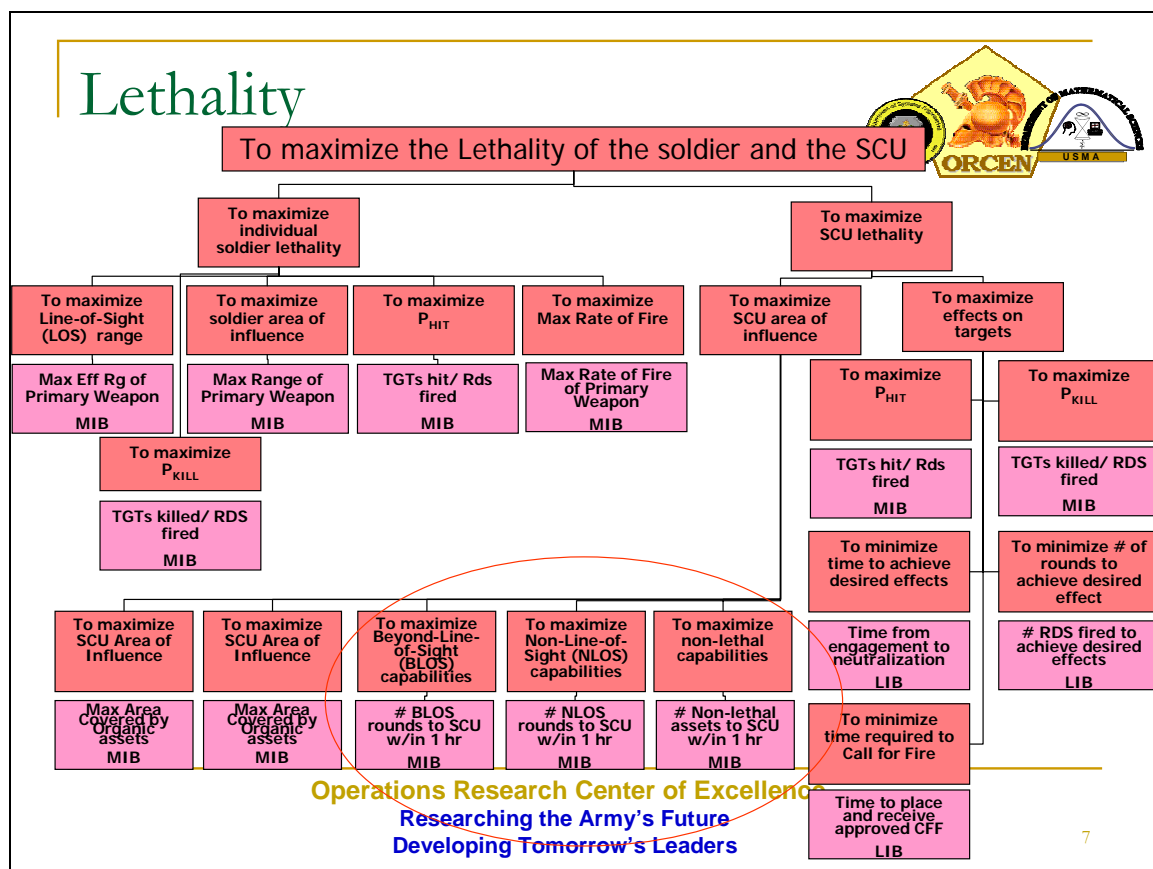 Lethality
DEPARTMENT OF MATHEMATICAL SCIENCES
USMA
ORCEN
To maximize the Lethality of the soldier and the SCU
To maximize
individual
soldier lethality
To maximize
SCU lethality
To maximize
Line-of-Sight
(LOS) range
To maximize
soldier area of
influence
To maximize
PHIT
To maximize
Max Rate of Fire
To maximize
SCU area of
influence
To maximize
effects on
targets
Max Eff Rg of
Primary Weapon
MIB
Max Range of
Primary Weapon
MIB
TGTs hit/ Rds
fired
MIB
Max Rate of Fire
of Primary
Weapon
MIB
To maximize
PHIT
To maximize
PKILL
To maximize
PKILL
TGTs hit/ Rds
fired
MIB
TGTs killed/ RDS
fired
MIB
TGTs killed/ RDS
fired
MIB
To minimize
time to achieve
desired effects
To minimize # of
rounds to
achieve desired
effect
To maximize
SCU Area of
Influence
To maximize
SCU Area of
Influence
To maximize
Beyond-Line-
of-Sight
(BLOS)
capabilities
To maximize
Non-Line-of-
Sight (NLOS)
capabilities
To maximize
non-lethal
capabilities
Time from
engagement to
neutralization
LIB
# RDS fired to
achieve desired
effects
LIB
Max Area
Covered by
Organic
assets
MIB
Max Area
Covered by
Organic
assets
MIB
# BLOS
rounds to SCU
w/in 1 hr
MIB
# NLOS
rounds to SCU
w/in 1 hr
MIB
# Non-lethal
assets to SCU
w/in 1 hr
MIB
To minimize
time required to
Call for Fire
Time to place
and receive
approved CFF
LIB
Operations Research Center of Excellence
Researching the Army's Future
Developing Tomorrow's Leaders
7